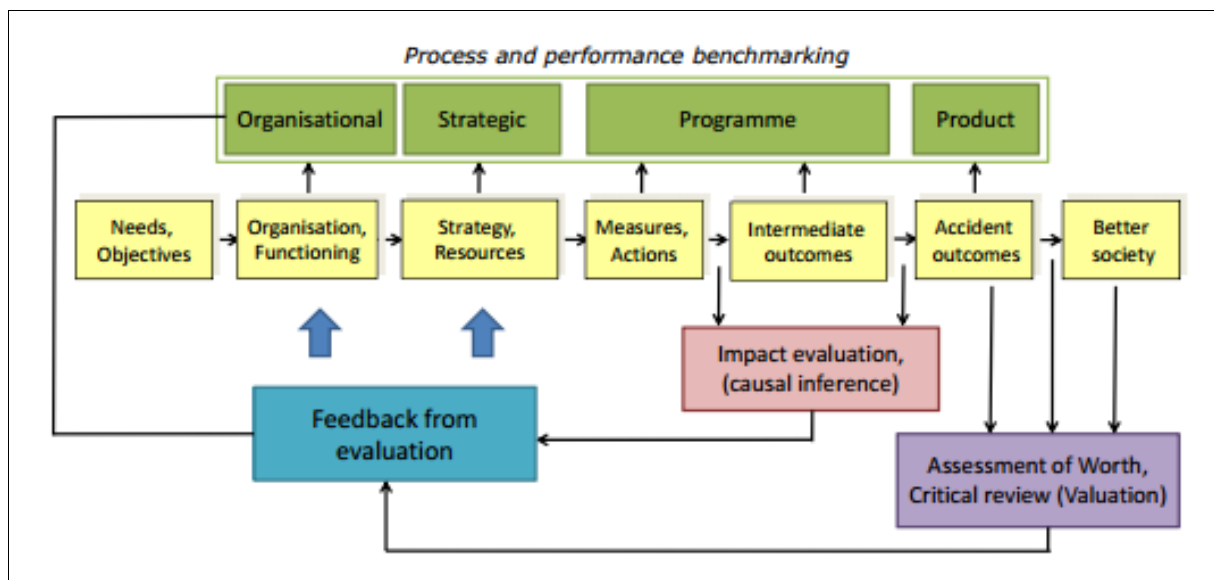 Process and performance benchmarking
Organisational
Strategic
Programme
Product
Needs,
Objectives
Organisation,
Functioning
Strategy,
Resources
Measures,
Actions
Intermediate
outcomes
Accident
outcomes
Better
society
Impact evaluation,
(causal inference)
Feedback from
evaluation
Assessment of Worth,
Critical review (Valuation)